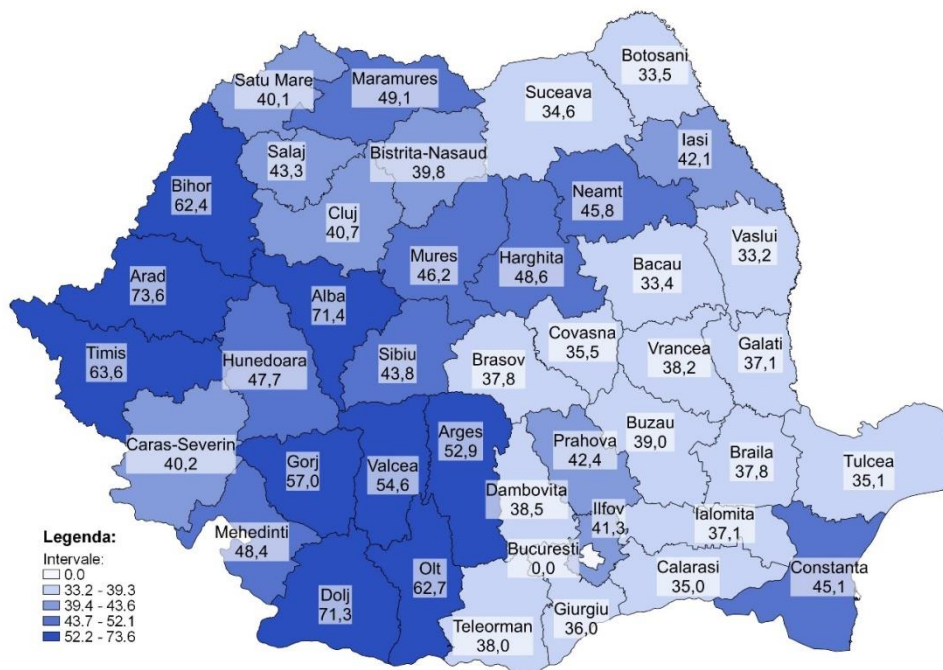 Botosani
33,5
Satu Mare
40,1
Maramures
49,1
Suceava
34,6
Iasi
42,1
Salaj
43,3
Bistrita-Nasaud
39,8
Bihor
62,4
Neamt
45,8
Cluj
40,7
Vaslui
33,2
Mures
46,2
Harghita
48,6
Bacau
33,4
Arad
73,6
Alba
71,4
Covasna
35,5
Timis
63,6
Hunedoara
47,7
Sibiu
43,8
Brasov
37,8
Vrancea
38,2
Galati
37,1
Caras-Severin
40,2
Arges
52,9
Gorj
57,0
Valcea
54,6
Prahova
42,4
Buzau
39,0
Braila
37,8
Tulcea
35,1
Dambovita
38,5
Ilfov
41,3
Ialomita
37,1
Mehedinti
48,4
Bucuresti
0,0
Calarasi
35,0
Constanta
45,1
Olt
62,7
Dolj
71,3
Giurgiu
36,0
Teleorman
38,0
Legenda:
Intervale:
0.0
33.2 - 39.3
39.4 - 43.6
43.7 - 52.1
52.2 - 73.6